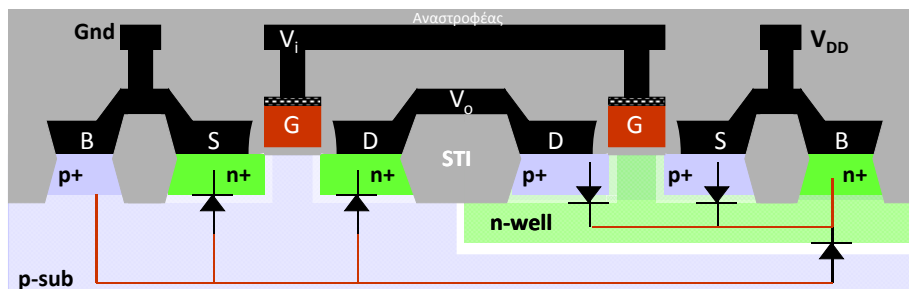 Αναστροφέας
Gnd V_i V_DD
G V_o G
B S D D S B
STI
p+ n+ n+ p+ p+ n+
n-well
p-sub